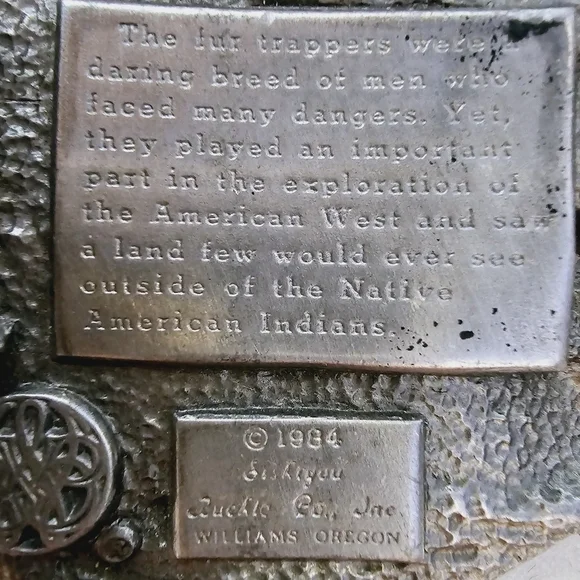 The fur trappers were a
daring breed of men who
faced many dangers. Yet,
they played an important
part in the exploration of
the American West and saw
a land few would ever see
outside of the Native
American Indians.
© 1984
Siskiyou
Buckle Co., Inc.
WILLIAMS OREGON